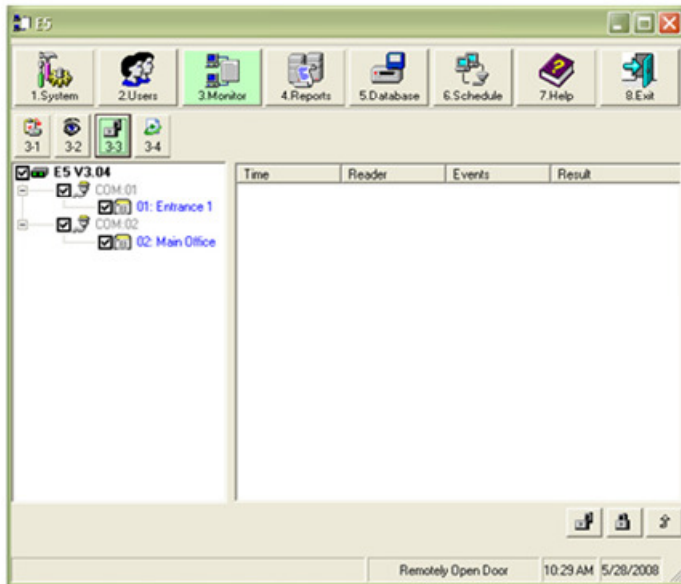 E5
1.System 2.Users 3.Monitor 4.Reports 5.Database 6.Schedule 7.Help 8.Exit
3-1 3-2 3-3 3-4
E5 V3.04 Time Reader Events Result
COM:01
01: Entrance 1
COM:02
02: Main Office
Remotely Open Door 10:29 AM 5/28/2008